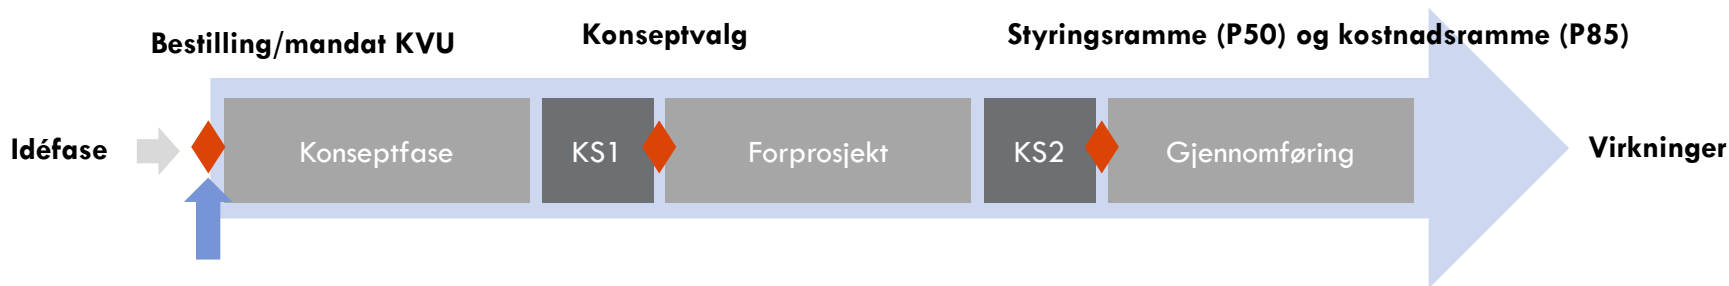 Bestilling/mandat KVU
Konseptvalg
Styringsramme (P50) og kostnadsramme (P85)
Idéfase
Konseptfase
KS1
Forprosjekt
KS2
Gjennomføring
Virkninger